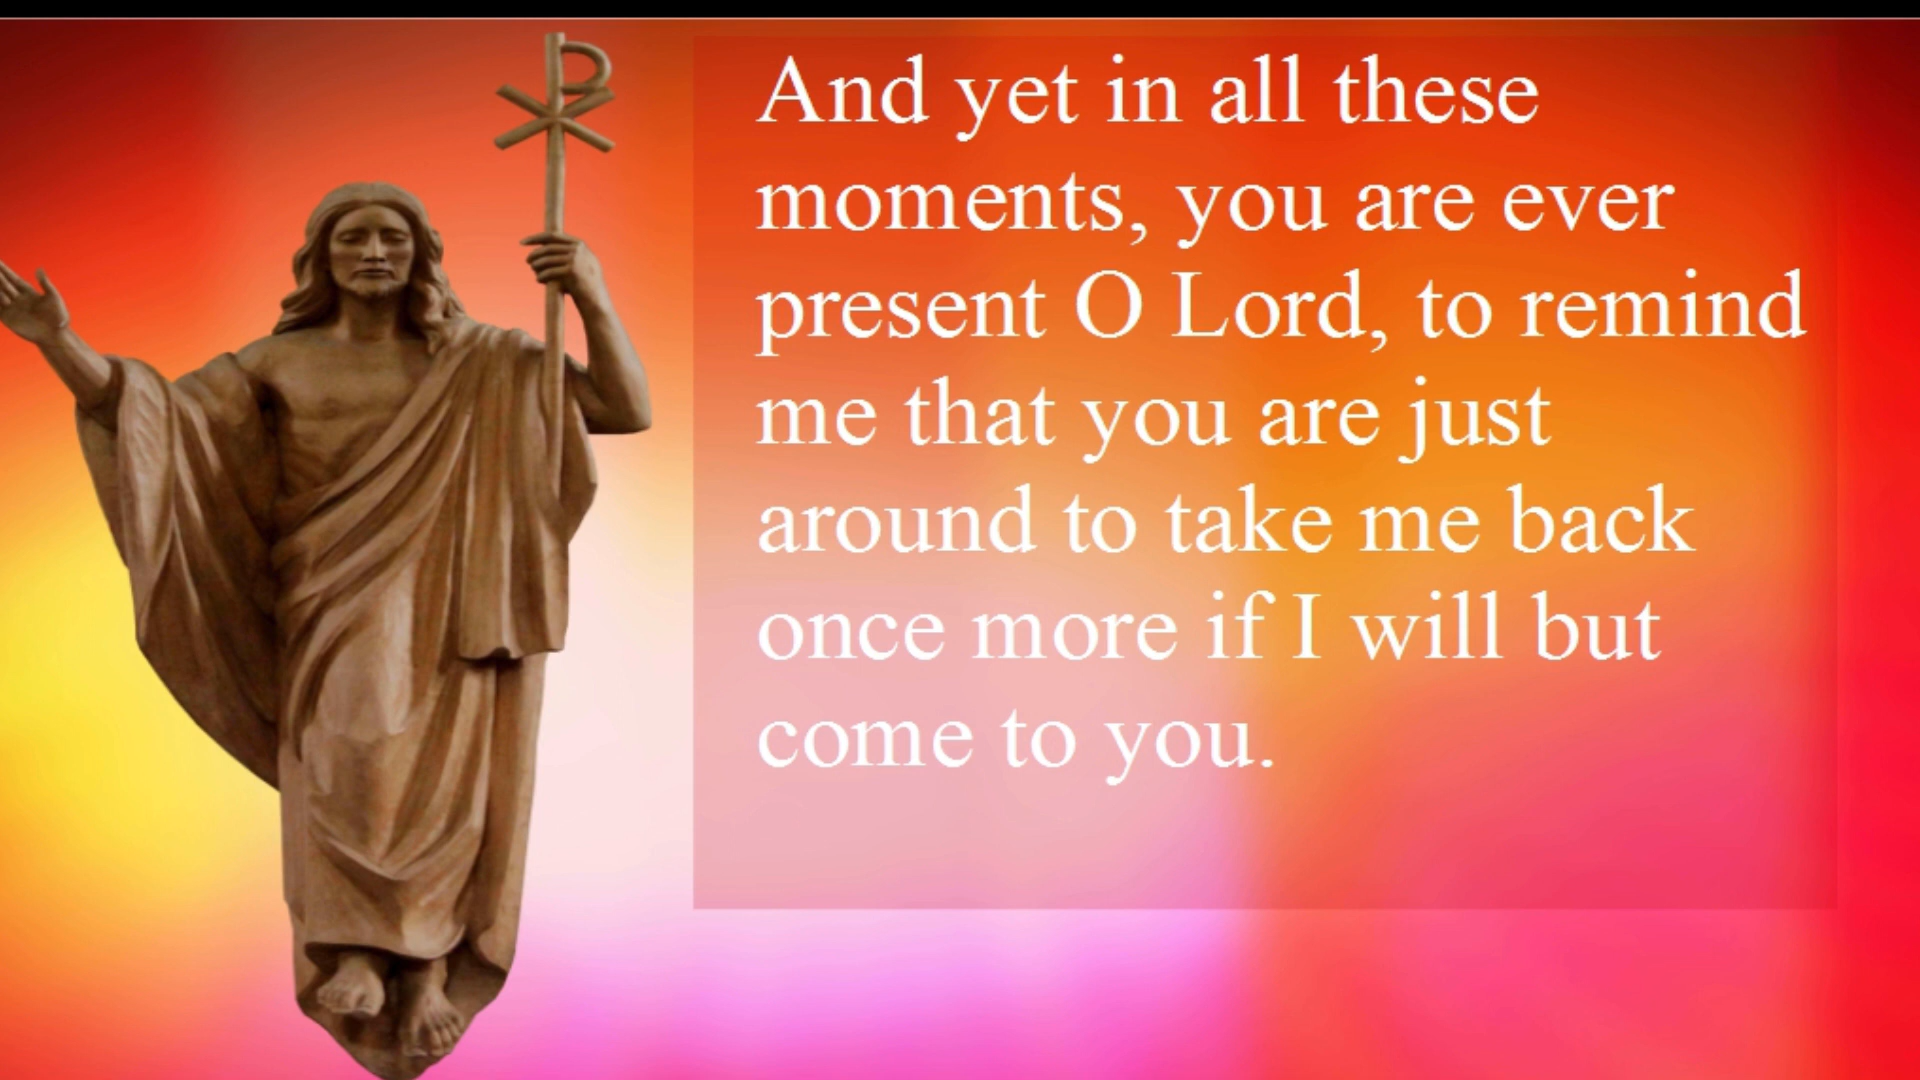 And yet in all these
moments, you are ever
present O Lord, to remind
me that you are just
around to take me back
once more if I will but
come to you.